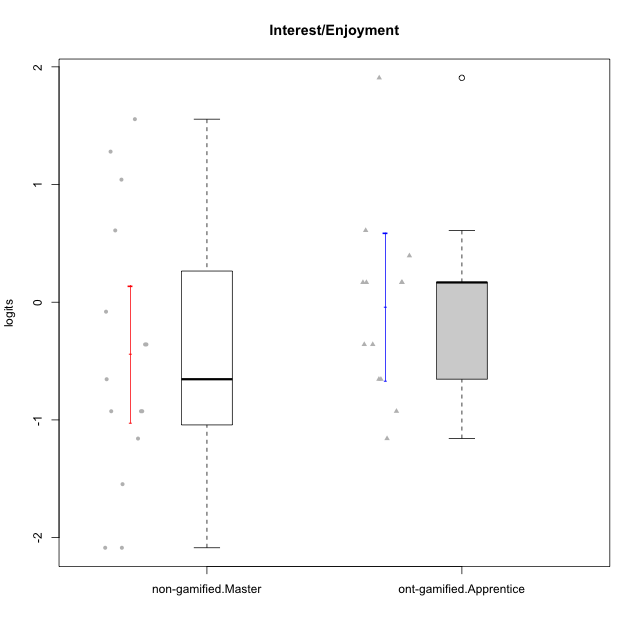 Interest/Enjoyment
logits
2
1
0
-1
-2
non-gamified.Master
ont-gamified.Apprentice